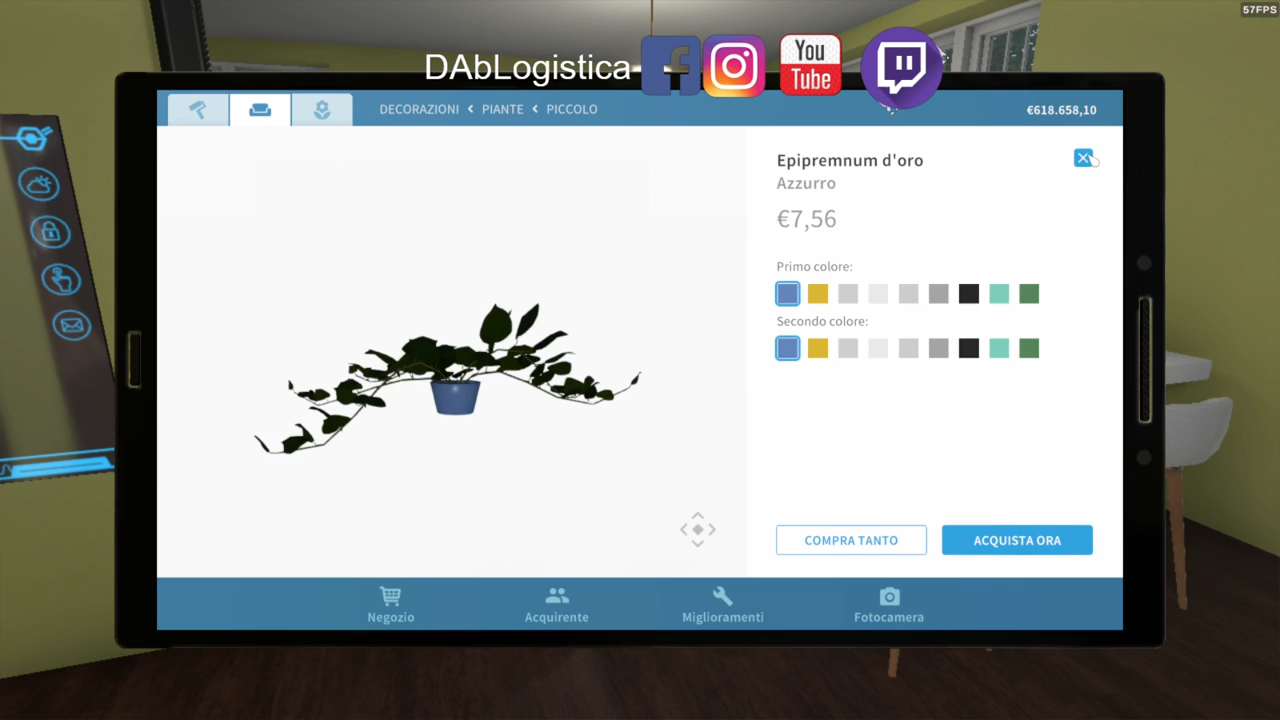 57FPS
DAbLogistica
You
Tube
DECORAZIONI < PIANTE < PICCOLO
€618.658,10
Epipremnum d'oro
Azzurro
€7,56
Primo colore:
Secondo colore:
COMPRA TANTO
ACQUISTA ORA
Negozio
Acquirente
Miglioramenti
Fotocamera